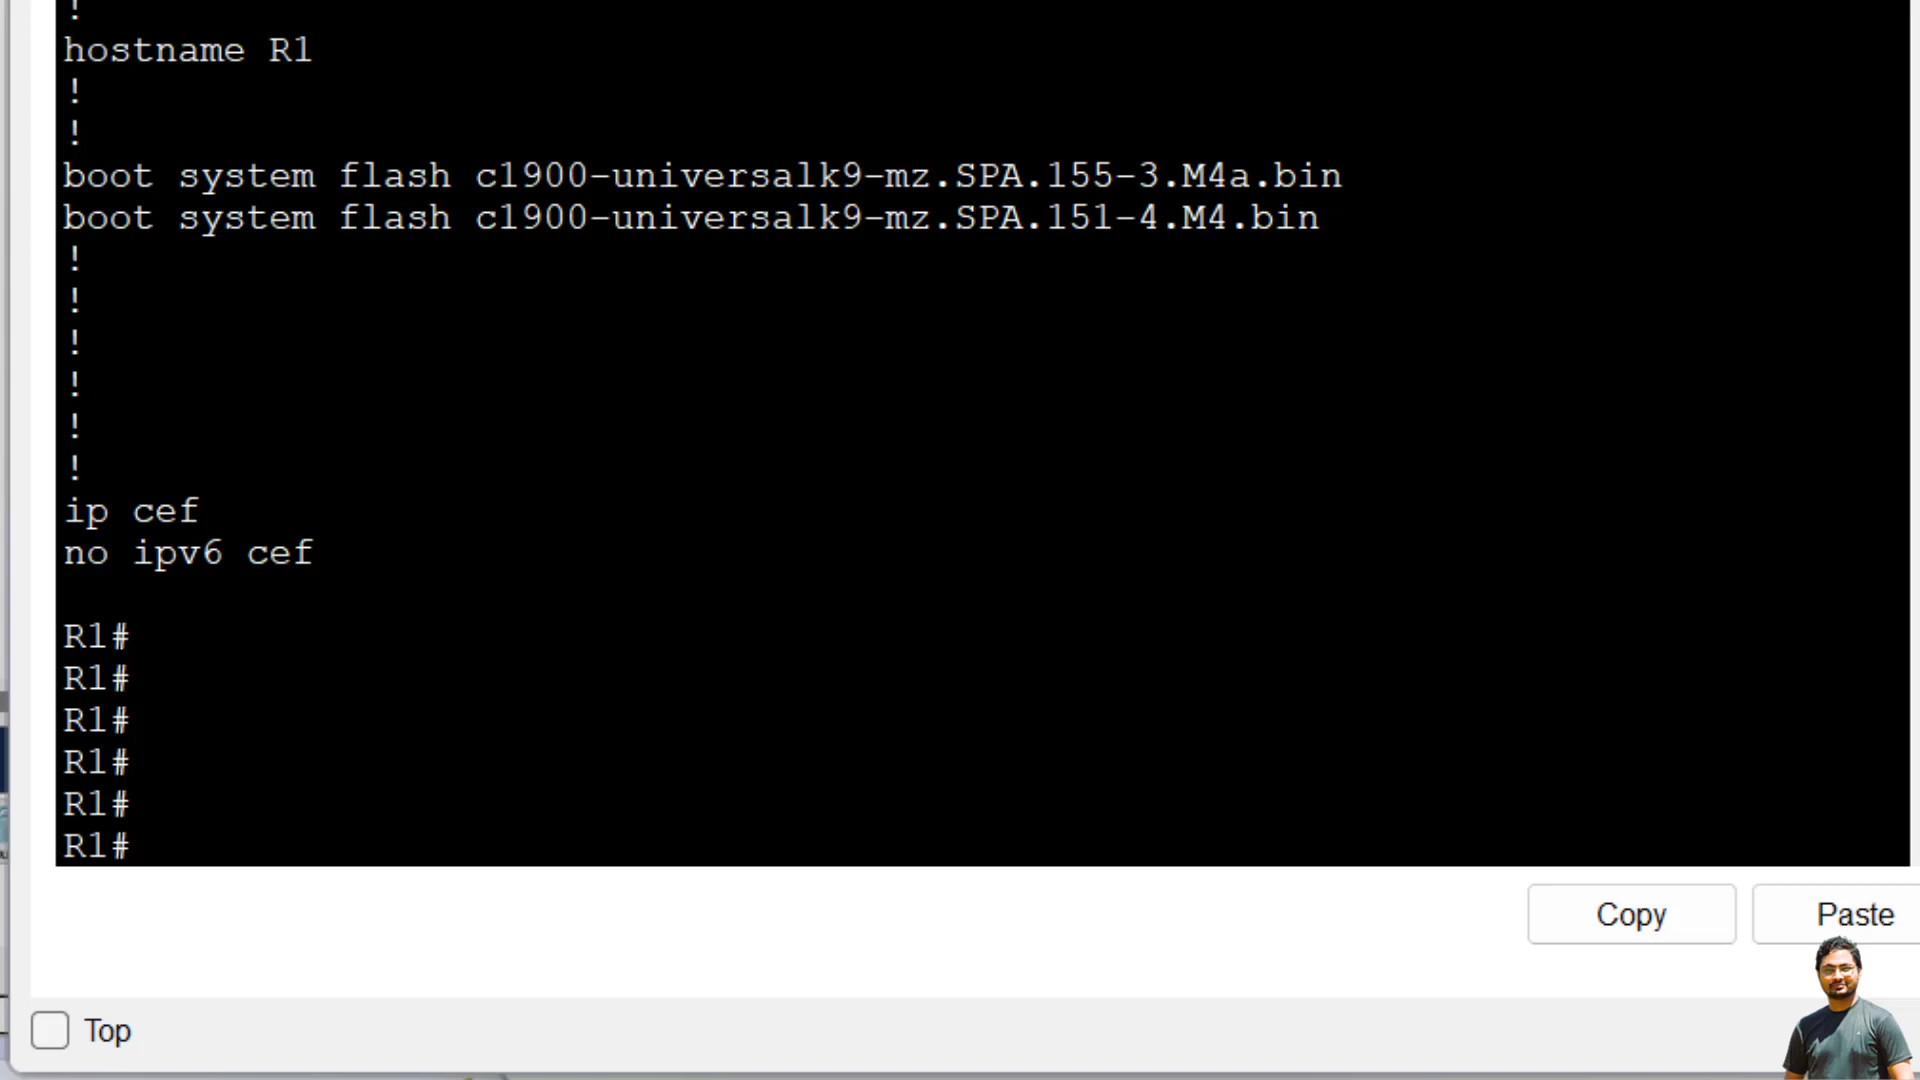 !
hostname R1
!
!
boot system flash c1900-universalk9-mz.SPA.155-3.M4a.bin
boot system flash c1900-universalk9-mz.SPA.151-4.M4.bin
!
!
!
!
!
!
ip cef
no ipv6 cef
R1#
R1#
R1#
R1#
R1#
R1#
Copy
Paste
Top